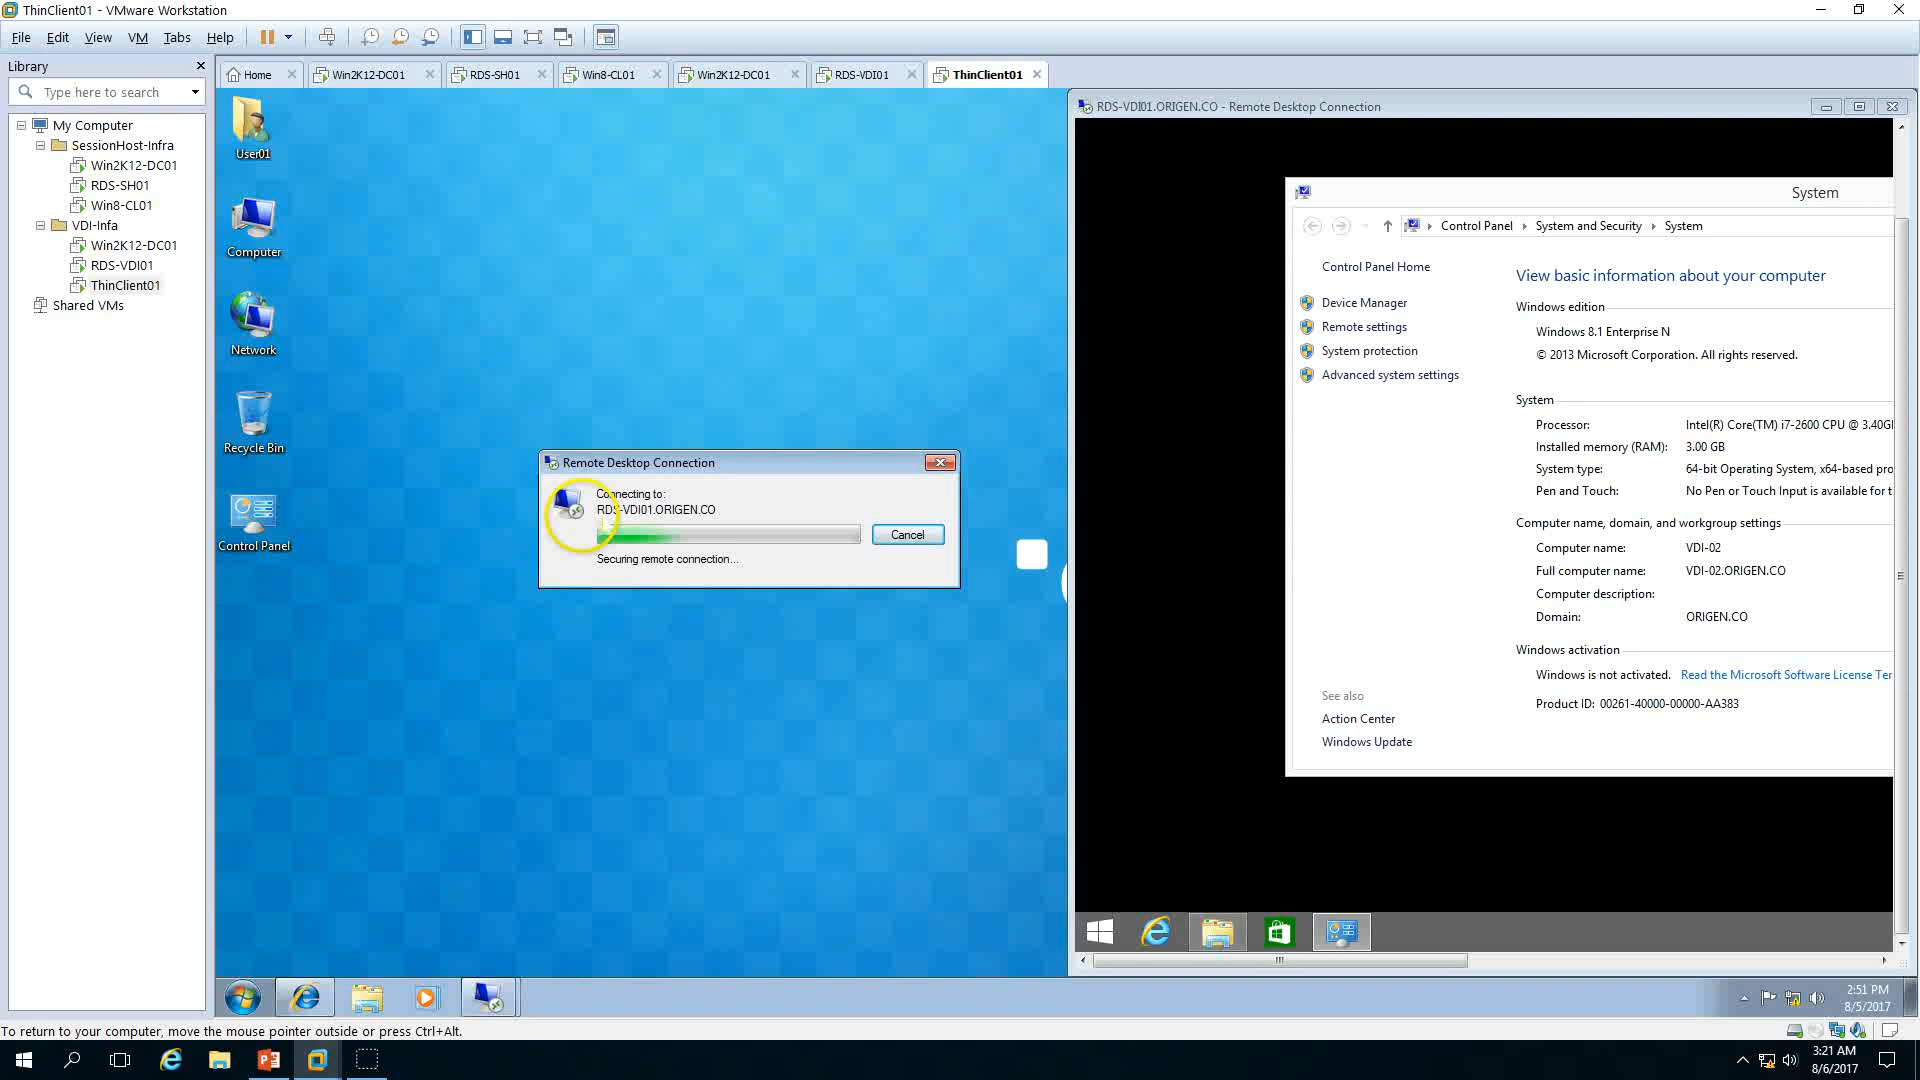 ThinClient01 - VMware Workstation
File Edit View VM Tabs Help
Library
Type here to search
My Computer
SessionHost-Infra
Win2K12-DC01
RDS-SH01
Win8-CL01
VDI-Infa
Win2K12-DC01
RDS-VDI01
ThinClient01
Shared VMs
Home Win2K12-DC01 RDS-SH01 Win8-CL01 Win2K12-DC01 RDS-VDI01 ThinClient01
User01
Computer
Network
Recycle Bin
Control Panel
Remote Desktop Connection
Connecting to:
RDS-VDI01.ORIGEN.CO
Cancel
Securing remote connection...
RDS-VDI01.ORIGEN.CO - Remote Desktop Connection
System
Control Panel System and Security System
Control Panel Home
Device Manager
Remote settings
System protection
Advanced system settings
See also
Action Center
Windows Update
View basic information about your computer
Windows edition
Windows 8.1 Enterprise N
© 2013 Microsoft Corporation. All rights reserved.
System
Processor: Intel(R) Core(TM) i7-2600 CPU @ 3.40G
Installed memory (RAM): 3.00 GB
System type: 64-bit Operating System, x64-based pro
Pen and Touch: No Pen or Touch Input is available for t
Computer name, domain, and workgroup settings
Computer name: VDI-02
Full computer name: VDI-02.ORIGEN.CO
Computer description:
Domain: ORIGEN.CO
Windows activation
Windows is not activated. Read the Microsoft Software License Ter
Product ID: 00261-40000-00000-AA383
2:51 PM
8/5/2017
To return to your computer, move the mouse pointer outside or press Ctrl+Alt.
3:21 AM
8/6/2017